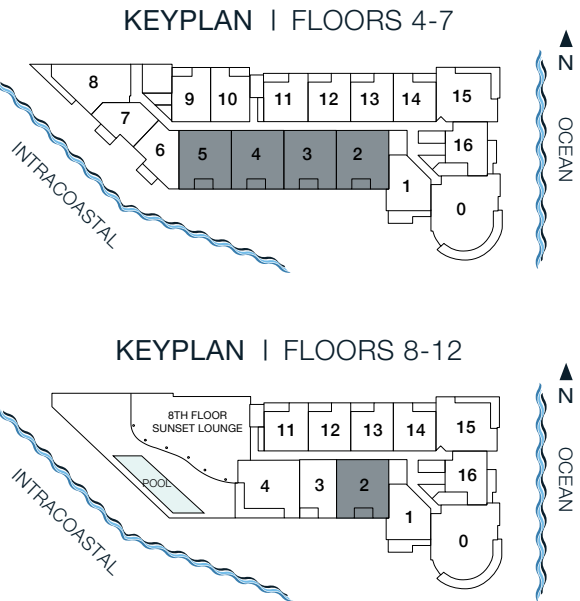 KEYPLAN | FLOORS 4-7
N
8
9 10 11 12 13 14 15
7
OCEAN
6 5 4 3 2 16
INTRACOASTAL
1
0
KEYPLAN | FLOORS 8-12
N
8TH FLOOR
SUNSET LOUNGE
11 12 13 14 15
OCEAN
POOL
4 3 2 16
INTRACOASTAL
1
0